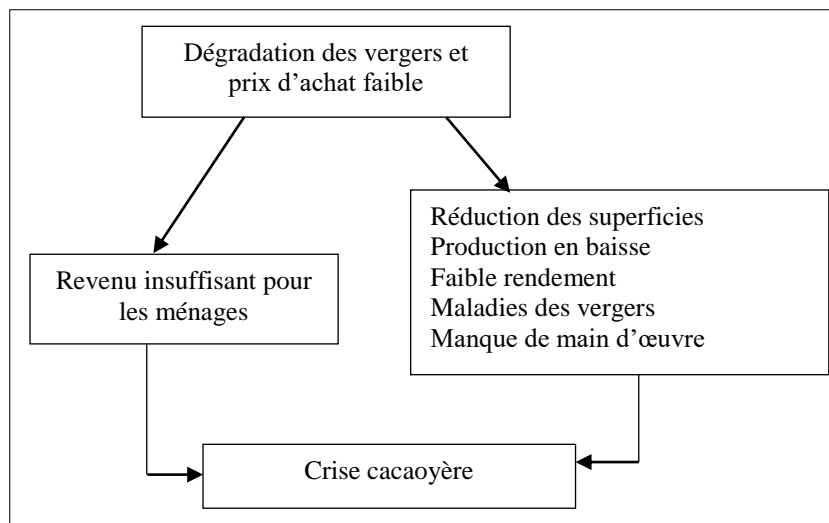 Dégradation des vergers et
prix d’achat faible
Revenu insuffisant pour
les ménages
Réduction des superficies
Production en baisse
Faible rendement
Maladies des vergers
Manque de main d’œuvre
Crise cacaoyère